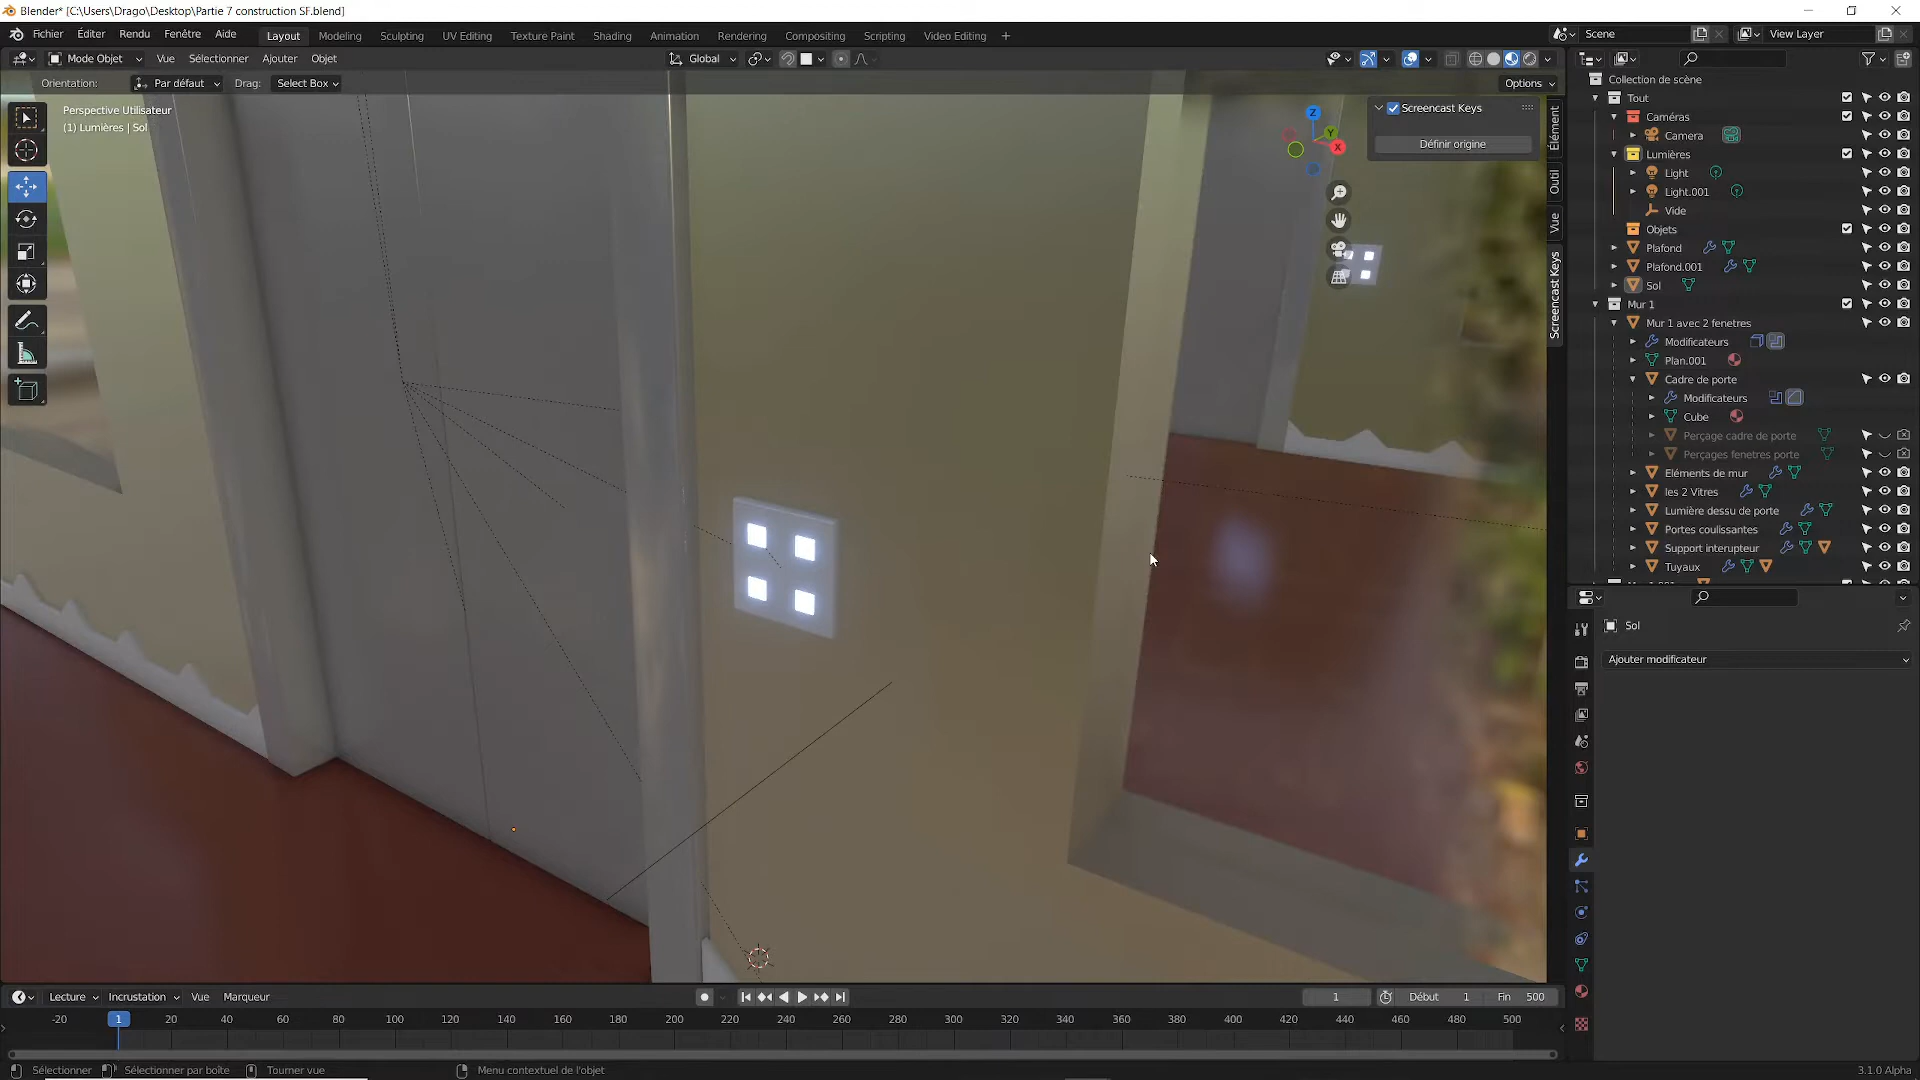 Blender* [C:\Users\Drago\Desktop\Partie 7 construction SF.blend]
Fichier Éditer Rendu Fenêtre Aide Layout Modeling Sculpting UV Editing Texture Paint Shading Animation Rendering Compositing Scripting Video Editing + Scene View Layer
Mode Objet Vue Sélectionner Ajouter Objet Global
Orientation: Par défaut Drag: Select Box Options
Perspective Utilisateur
(1) Lumières | Sol
Z
Y
X
Screencast Keys
Définir origine
Elément
Outil
Vue
Screencast Keys
Collection de scène
Tout
Caméras
Camera
Lumières
Light
Light.001
Vide
Objets
Plafond
Plafond.001
Sol
Mur 1
Mur 1 avec 2 fenetres
Modificateurs
Plan.001
Cadre de porte
Modificateurs
Cube
Perçage cadre de porte
Perçages fenetres porte
Eléments de mur
les 2 Vitres
Lumière dessu de porte
Portes coulissantes
Support interupteur
Tuyaux
Sol
Ajouter modificateur
Lecture Incrustation Vue Marqueur 1 Début 1 Fin 500
-20 1 20 40 60 80 100 120 140 160 180 200 220 240 260 280 300 320 340 360 380 400 420 440 460 480 500
Sélectionner Sélectionner par boîte Tourner vue Menu contextuel de l'objet 3.1.0 Alpha